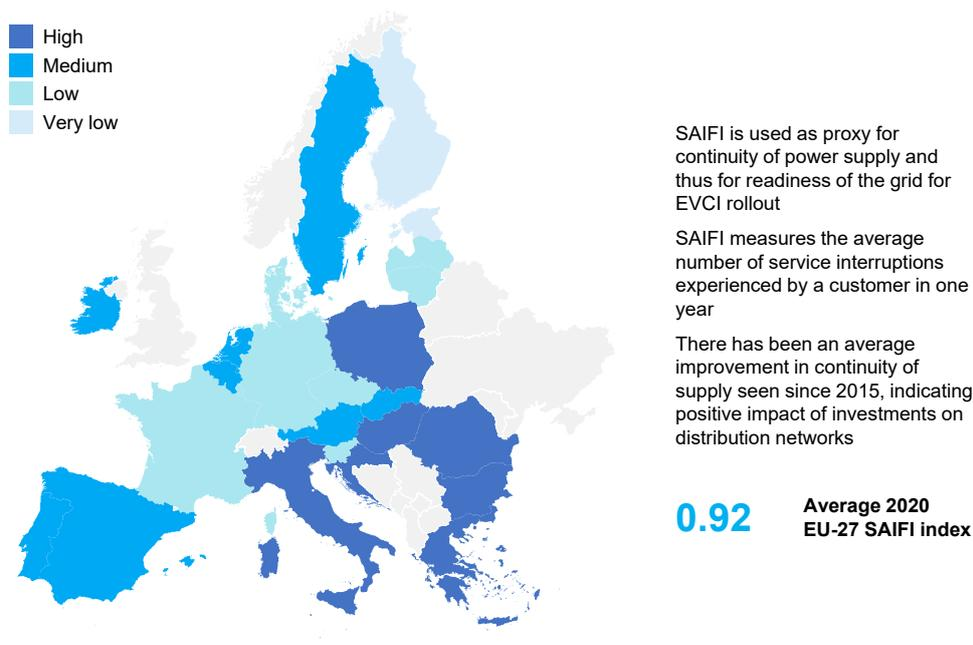 High
Medium
Low
Very low
SAIFI is used as proxy for
continuity of power supply and
thus for readiness of the grid for
EVCI rollout
SAIFI measures the average
number of service interruptions
experienced by a customer in one
year
There has been an average
improvement in continuity of
supply seen since 2015, indicating
positive impact of investments on
distribution networks
0.92
Average 2020
EU-27 SAIFI index